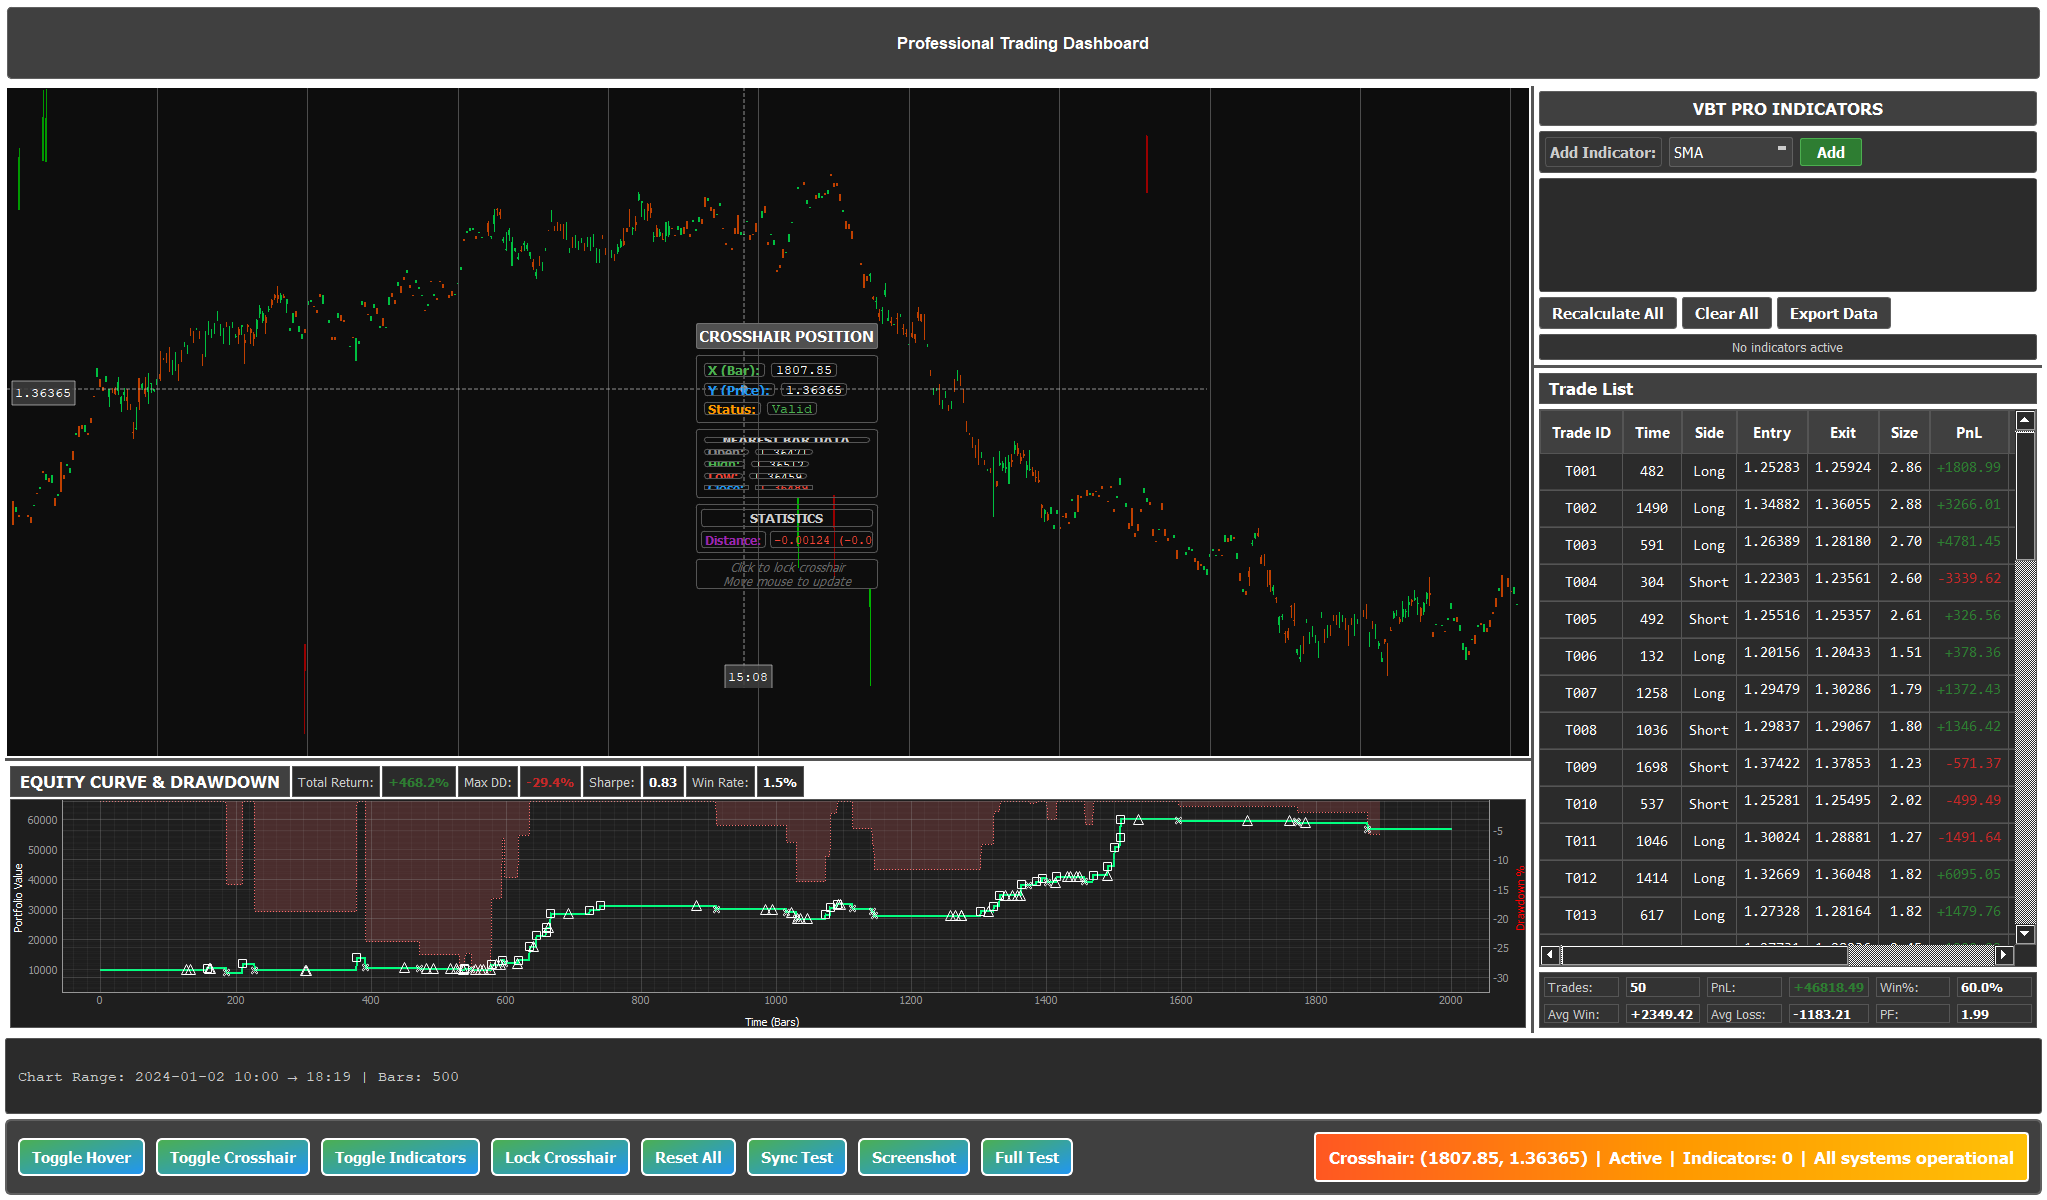 Professional Trading Dashboard
1.36365
CROSSHAIR POSITION
X (Bar): 1807.85
Y (Price): 1.36365
Status: Valid
NEAREST BAR DATA
Open: 1.36471
High: 1.36512
Low: 1.36459
Close: 1.36489
STATISTICS
Distance: -0.00124 (-0.0
Click to lock crosshair
Move mouse to update
15:08
VBT PRO INDICATORS
Add Indicator: SMA Add
Recalculate All Clear All Export Data
No indicators active
Trade List
Trade ID Time Side Entry Exit Size PnL
T001 482 Long 1.25283 1.25924 2.86 +1808.99
T002 1490 Long 1.34882 1.36055 2.88 +3266.01
T003 591 Long 1.26389 1.28180 2.70 +4781.45
T004 304 Short 1.22303 1.23561 2.60 -3339.62
T005 492 Short 1.25516 1.25357 2.61 +326.56
T006 132 Long 1.20156 1.20433 1.51 +378.36
T007 1258 Long 1.29479 1.30286 1.79 +1372.43
T008 1036 Short 1.29837 1.29067 1.80 +1346.42
T009 1698 Short 1.37422 1.37853 1.23 -571.37
T010 537 Short 1.25281 1.25495 2.02 -499.49
T011 1046 Long 1.30024 1.28881 1.27 -1491.64
T012 1414 Long 1.32669 1.36048 1.82 +6095.05
T013 617 Long 1.27328 1.28164 1.82 +1479.76
Trades: 50 PnL: +46818.49 Win%: 60.0%
Avg Win: +2349.42 Avg Loss: -1183.21 PF: 1.99
EQUITY CURVE & DRAWDOWN Total Return: +468.2% Max DD: -29.4% Sharpe: 0.83 Win Rate: 1.5%
Portfolio Value
60000
50000
40000
30000
20000
10000
0 200 400 600 800 1000 1200 1400 1600 1800 2000
Time (Bars)
-5
-10
-15
-20
-25
-30
Drawdown %
Chart Range: 2024-01-02 10:00 → 18:19 | Bars: 500
Toggle Hover Toggle Crosshair Toggle Indicators Lock Crosshair Reset All Sync Test Screenshot Full Test
Crosshair: (1807.85, 1.36365) | Active | Indicators: 0 | All systems operational